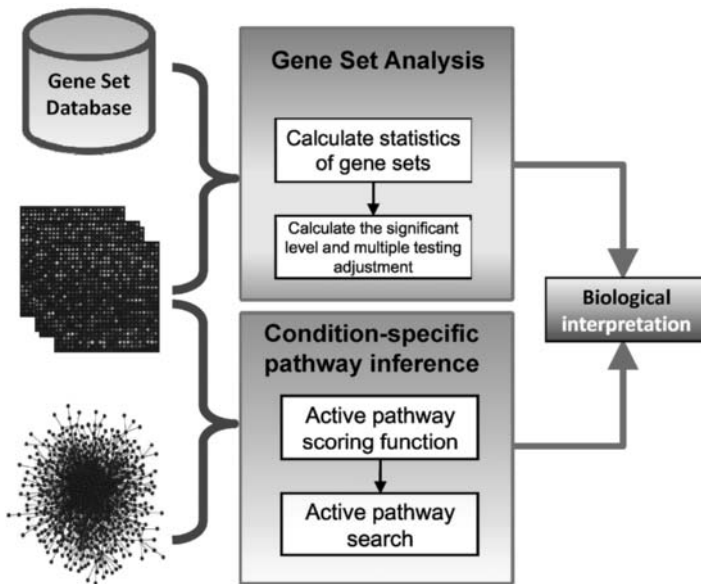 Gene Set
Database
Gene Set Analysis
Calculate statistics
of gene sets
Calculate the significant
level and multiple testing
adjustment
Condition-specific
pathway inference
Active pathway
scoring function
Active pathway
search
Biological
interpretation